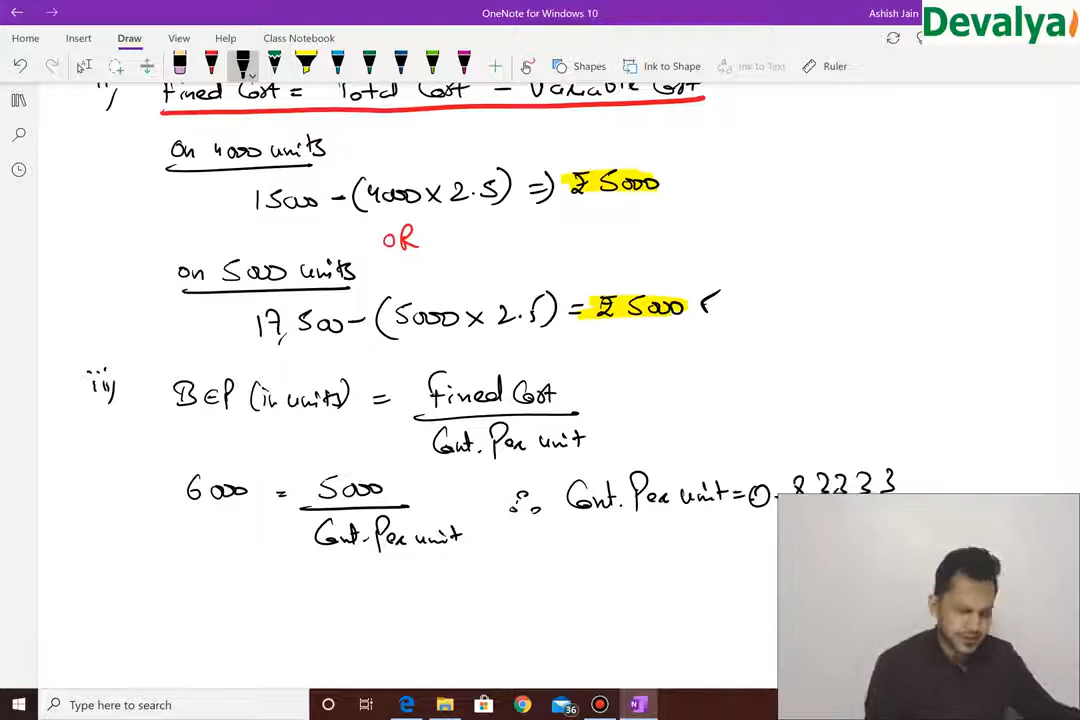 OneNote for Windows 10
Ashish Jain
Devalya
Home Insert Draw View Help Class Notebook
Shapes Ink to Shape Ink to Text Ruler
ii) Fixed Cost = Total Cost - Variable Cost
On 4000 units
1500 - (4000 × 2.5) => ₹ 5000
OR
on 5000 units
17,500 - (5000 × 2.5) = ₹ 5000
iii) BEP (in units) = Fixed Cost
Cont. Per unit
6000 = 5000 ∴ Cont. Per unit = 0.83333
Cont. Per unit
Type here to search
36